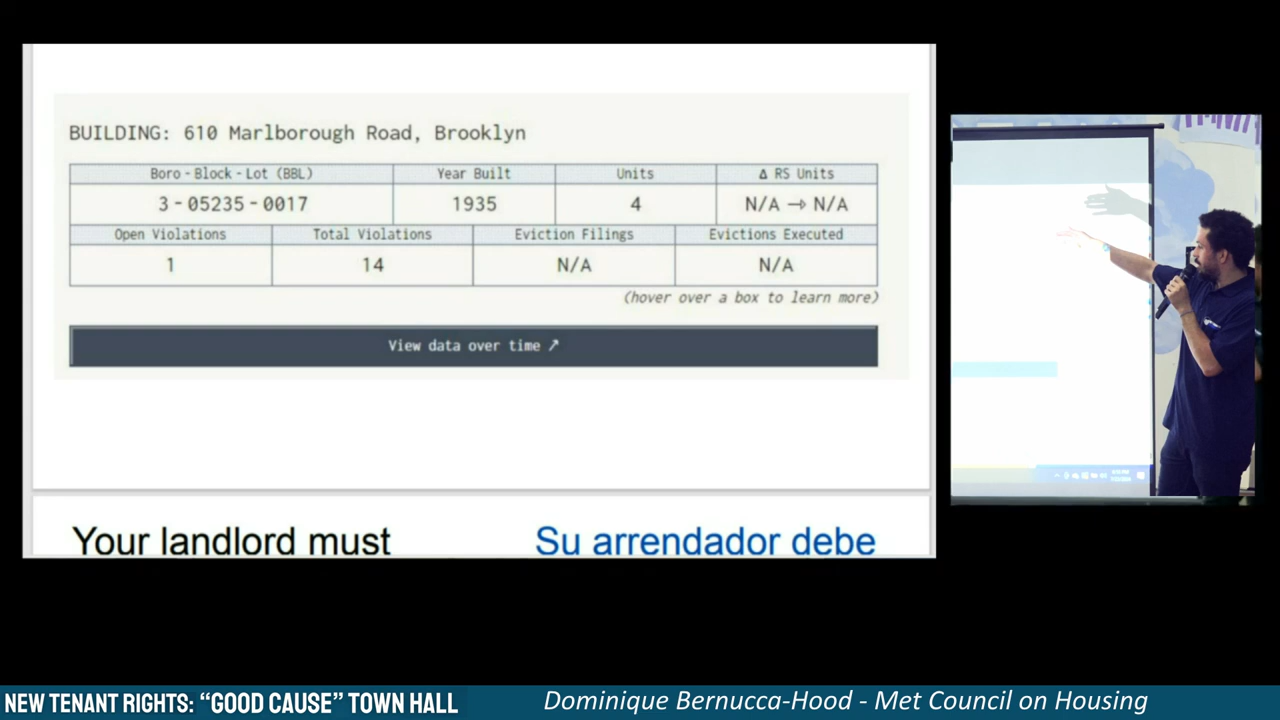 BUILDING: 610 Marlborough Road, Brooklyn
Boro - Block - Lot (BBL) Year Built Units Δ RS Units
3 - 05235 - 0017 1935 4 N/A → N/A
Open Violations Total Violations Eviction Filings Evictions Executed
1 14 N/A N/A
(hover over a box to learn more)
View data over time ↗
Your landlord must Su arrendador debe
NEW TENANT RIGHTS: “GOOD CAUSE” TOWN HALL Dominique Bernucca-Hood - Met Council on Housing